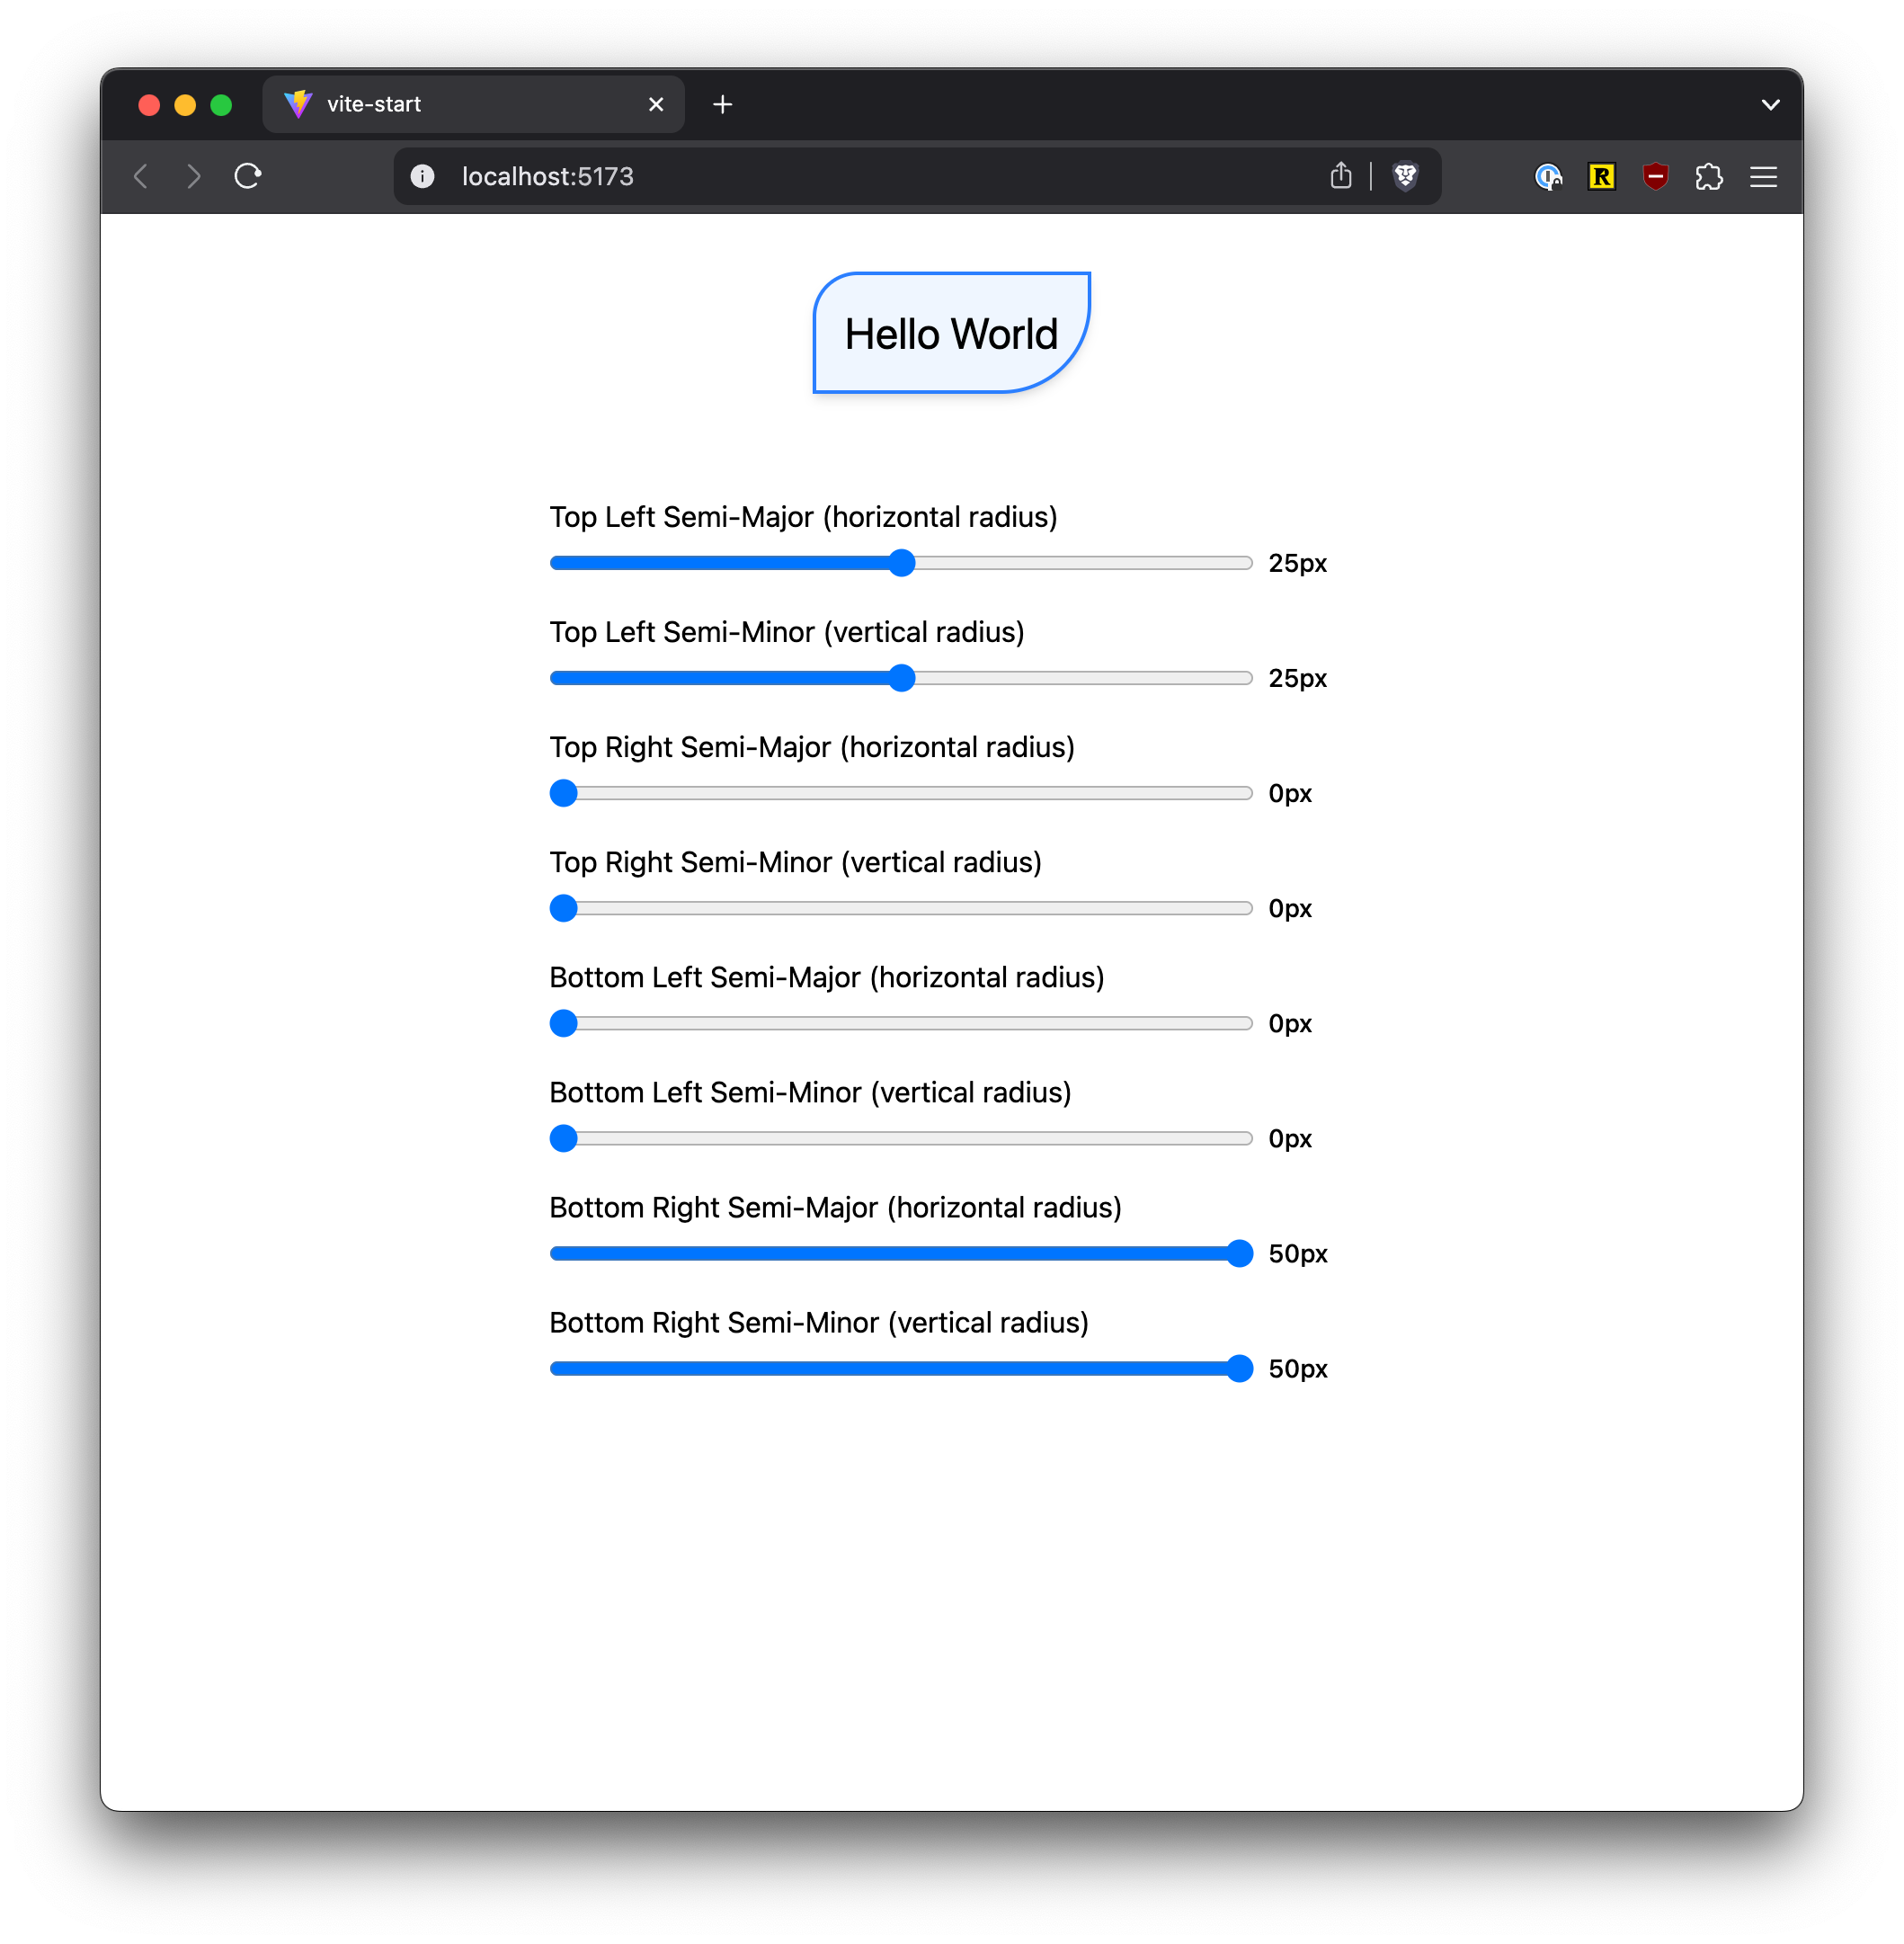 vite-start
localhost:5173
R
Hello World
Top Left Semi-Major (horizontal radius)
25px
Top Left Semi-Minor (vertical radius)
25px
Top Right Semi-Major (horizontal radius)
0px
Top Right Semi-Minor (vertical radius)
0px
Bottom Left Semi-Major (horizontal radius)
0px
Bottom Left Semi-Minor (vertical radius)
0px
Bottom Right Semi-Major (horizontal radius)
50px
Bottom Right Semi-Minor (vertical radius)
50px